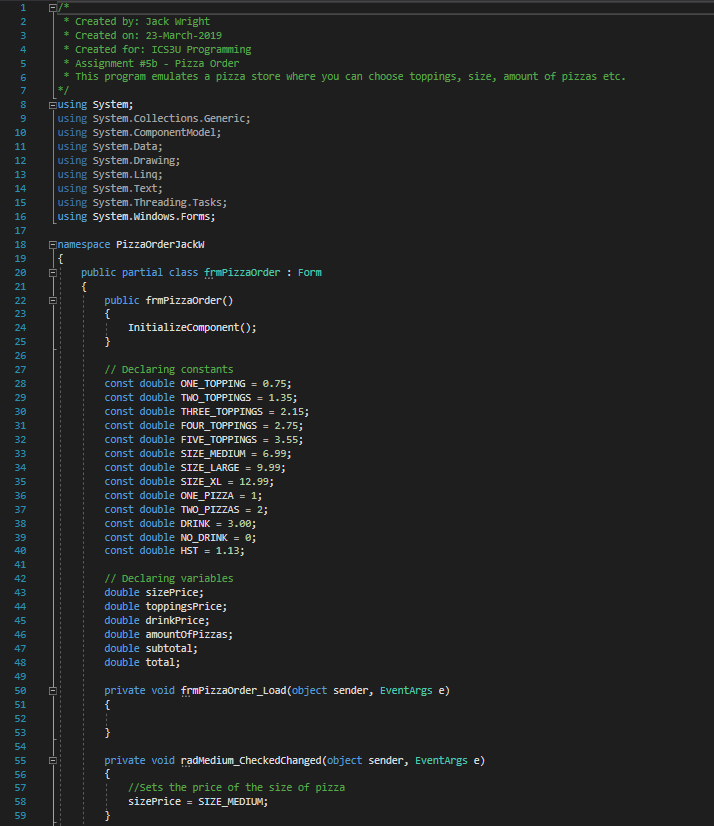 1 /*
2 * Created by: Jack Wright
3 * Created on: 23-March-2019
4 * Created for: ICS3U Programming
5 * Assignment #5b - Pizza Order
6 * This program emulates a pizza store where you can choose toppings, size, amount of pizzas etc.
7 */
8 using System;
9 using System.Collections.Generic;
10 using System.ComponentModel;
11 using System.Data;
12 using System.Drawing;
13 using System.Linq;
14 using System.Text;
15 using System.Threading.Tasks;
16 using System.Windows.Forms;
17
18 namespace PizzaOrderJackW
19 {
20 public partial class frmPizzaOrder : Form
21 {
22 public frmPizzaOrder()
23 {
24 InitializeComponent();
25 }
26
27 // Declaring constants
28 const double ONE_TOPPING = 0.75;
29 const double TWO_TOPPINGS = 1.35;
30 const double THREE_TOPPINGS = 2.15;
31 const double FOUR_TOPPINGS = 2.75;
32 const double FIVE_TOPPINGS = 3.55;
33 const double SIZE_MEDIUM = 6.99;
34 const double SIZE_LARGE = 9.99;
35 const double SIZE_XL = 12.99;
36 const double ONE_PIZZA = 1;
37 const double TWO_PIZZAS = 2;
38 const double DRINK = 3.00;
39 const double NO_DRINK = 0;
40 const double HST = 1.13;
41
42 // Declaring variables
43 double sizePrice;
44 double toppingsPrice;
45 double drinkPrice;
46 double amountOfPizzas;
47 double subtotal;
48 double total;
49
50 private void frmPizzaOrder_Load(object sender, EventArgs e)
51 {
52
53 }
54
55 private void radMedium_CheckedChanged(object sender, EventArgs e)
56 {
57 //Sets the price of the size of pizza
58 sizePrice = SIZE_MEDIUM;
59 }